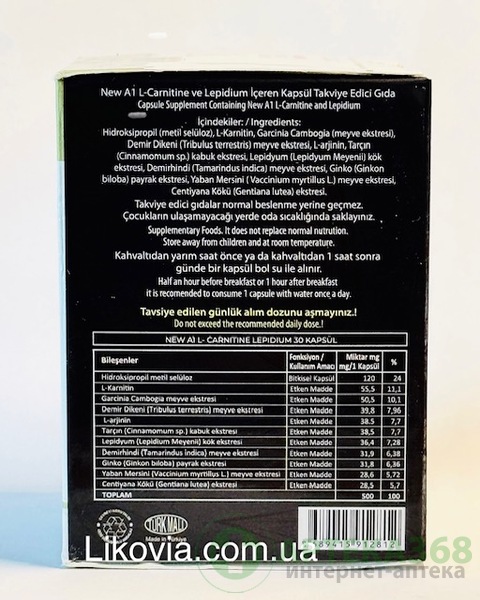 New A1 L-Carnitine ve Lepidium İçeren Kapsül Takviye Edici Gıda
Capsule Supplement Containing New A1 L-Carnitine and Lepidium
İçindekiler: / Ingredients:
Hidroksipropil (metil selüloz), L-Karnitin, Garcinia Cambogia (meyve ekstresi),
Demir Dikeni (Tribulus terrestris) meyve ekstresi), L-arjinin, Tarçın
(Cinnamomum sp.) kabuk ekstresi, Lepidyum (Lepidyum Meyenii) kök
ekstresi, Demirhindi (Tamarindus indica) meyve ekstresi, Ginko (Ginkon
biloba) payrak ekstresi, Yaban Mersini ( Vaccinium myrtillus L.) meyve ekstresi,
Centiyana Kökü (Gentiana lutea) ekstresi.
Takviye edici gıdalar normal beslenme yerine geçmez.
Çocukların ulaşamayacağı yerde oda sıcaklığında saklayınız.
Supplementary Foods. It does not replace normal nutrution.
Store away from children and at room temperature.
Kahvaltıdan yarım saat önce ya da kahvaltıdan 1 saat sonra
günde bir kapsül bol su ile alınır.
Half an hour before breakfast or 1 hour after breakfast
it is recomended to consume 1 capsule with water once a day.
Tavsiye edilen günlük alım dozunu aşmayınız.!
Do not exceed the recommended daily dose.!
NEW A1 L- CARNITINE LEPIDIUM 30 KAPSÜL
Bileşenler Fonksiyon / Kullanım Amacı Miktar mg mg/1 Kapsül %
Hidroksipropil metil selüloz Bitkisel Kapsül 120 24
L-Karnitin Etken Madde 55,5 11,1
Garcinia Cambogia meyve ekstresi Etken Madde 50,5 10,1
Demir Dikeni (Tribulus terrestris) meyve ekstresi Etken Madde 39,8 7,96
L-arjinin Etken Madde 38.5 7,7
Tarçın (Cinnamomum sp.) kabuk ekstresi Etken Madde 38,5 7,7
Lepidyum (Lepidium Meyenii) kök ekstresi Etken Madde 36,4 7,28
Demirhindi (Tamarindus indica) meyve ekstresi Etken Madde 31,9 6,38
Ginko (Ginkon biloba) payrak ekstresi Etken Madde 31,8 6,36
Yaban Mersini (Vaccinium myrtillus L.) meyve ekstresi Etken Madde 28,6 5,72
Centiyana Kökü (Gentiana lutea) ekstresi Etken Madde 28,5 5,7
TOPLAM 500 100
TÜRK MALI
Made in Türkiye
Likovia.com.ua
368
интернет-аптека